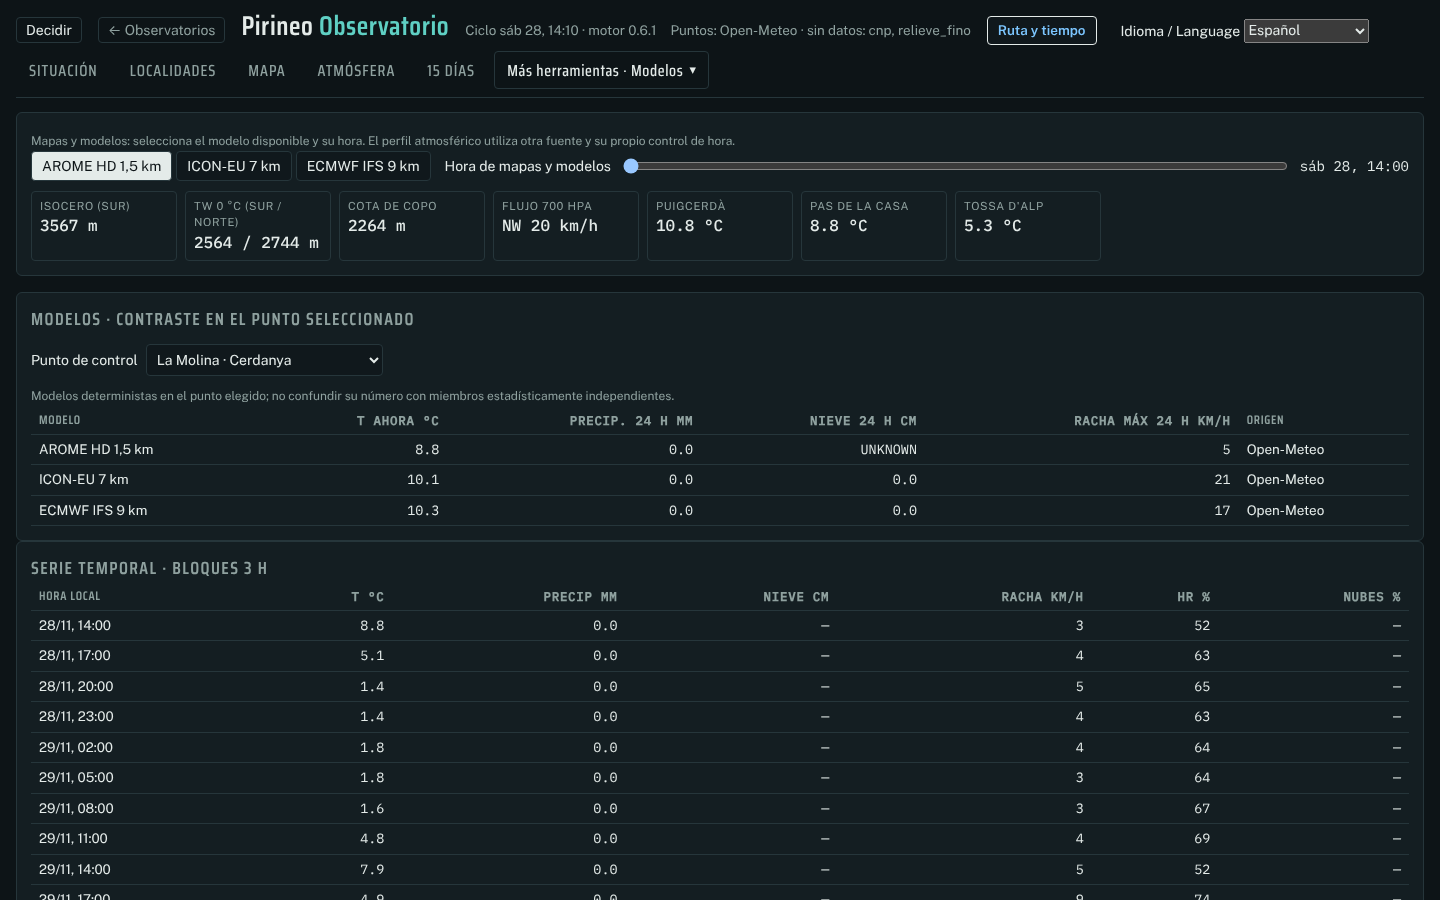 Decidir ← Observatorios Pirineo Observatorio Ciclo sáb 28, 14:10 · motor 0.6.1 Puntos: Open-Meteo · sin datos: cnp, relieve_fino Ruta y tiempo Idioma / Language Español
SITUACIÓN LOCALIDADES MAPA ATMÓSFERA 15 DÍAS Más herramientas · Modelos ▾
Mapas y modelos: selecciona el modelo disponible y su hora. El perfil atmosférico utiliza otra fuente y su propio control de hora.
AROME HD 1,5 km ICON-EU 7 km ECMWF IFS 9 km Hora de mapas y modelos sáb 28, 14:00
ISOCERO (SUR)
3567 m
TW 0 °C (SUR /
NORTE)
2564 / 2744 m
COTA DE COPO
2264 m
FLUJO 700 HPA
NW 20 km/h
PUIGCERDÀ
10.8 °C
PAS DE LA CASA
8.8 °C
TOSSA D'ALP
5.3 °C
MODELOS · CONTRASTE EN EL PUNTO SELECCIONADO
Punto de control La Molina · Cerdanya
Modelos deterministas en el punto elegido; no confundir su número con miembros estadísticamente independientes.
MODELO T AHORA °C PRECIP. 24 H MM NIEVE 24 H CM RACHA MÁX 24 H KM/H ORIGEN
AROME HD 1,5 km 8.8 0.0 UNKNOWN 5 Open-Meteo
ICON-EU 7 km 10.1 0.0 0.0 21 Open-Meteo
ECMWF IFS 9 km 10.3 0.0 0.0 17 Open-Meteo
SERIE TEMPORAL · BLOQUES 3 H
HORA LOCAL T °C PRECIP MM NIEVE CM RACHA KM/H HR % NUBES %
28/11, 14:00 8.8 0.0 — 3 52 —
28/11, 17:00 5.1 0.0 — 4 63 —
28/11, 20:00 1.4 0.0 — 5 65 —
28/11, 23:00 1.4 0.0 — 4 63 —
29/11, 02:00 1.8 0.0 — 4 64 —
29/11, 05:00 1.8 0.0 — 3 64 —
29/11, 08:00 1.6 0.0 — 3 67 —
29/11, 11:00 4.8 0.0 — 4 69 —
29/11, 14:00 7.9 0.0 — 5 52 —
29/11, 17:00 4.9 0.0 — 9 74 —